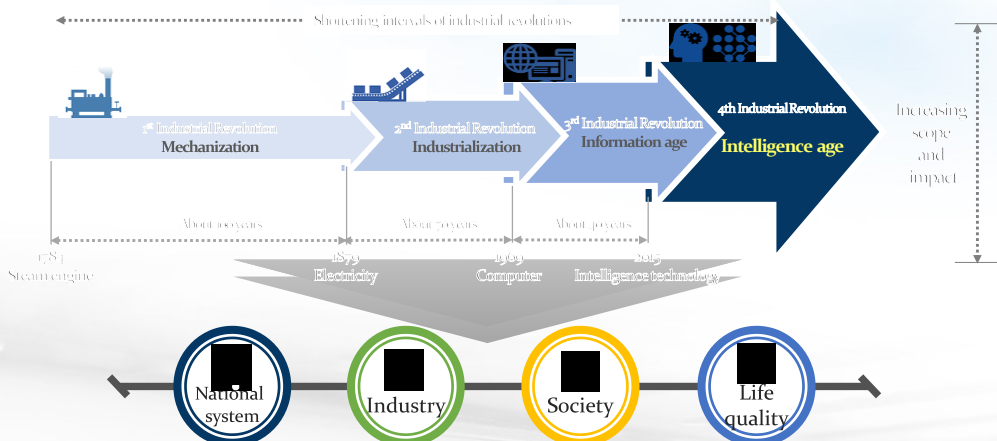 Shortening intervals of industrial revolutions
1st Industrial Revolution
Mechanization
2nd Industrial Revolution
Industrialization
3rd Industrial Revolution
Information age
4th Industrial Revolution
Intelligence age
Increasing
scope
and
impact
About 100 years
About 70 years
About 40 years
1784
Steam engine
Electricity
1969
Computer
2015
Intelligence technology
National
system
Industry
Society
Life
quality